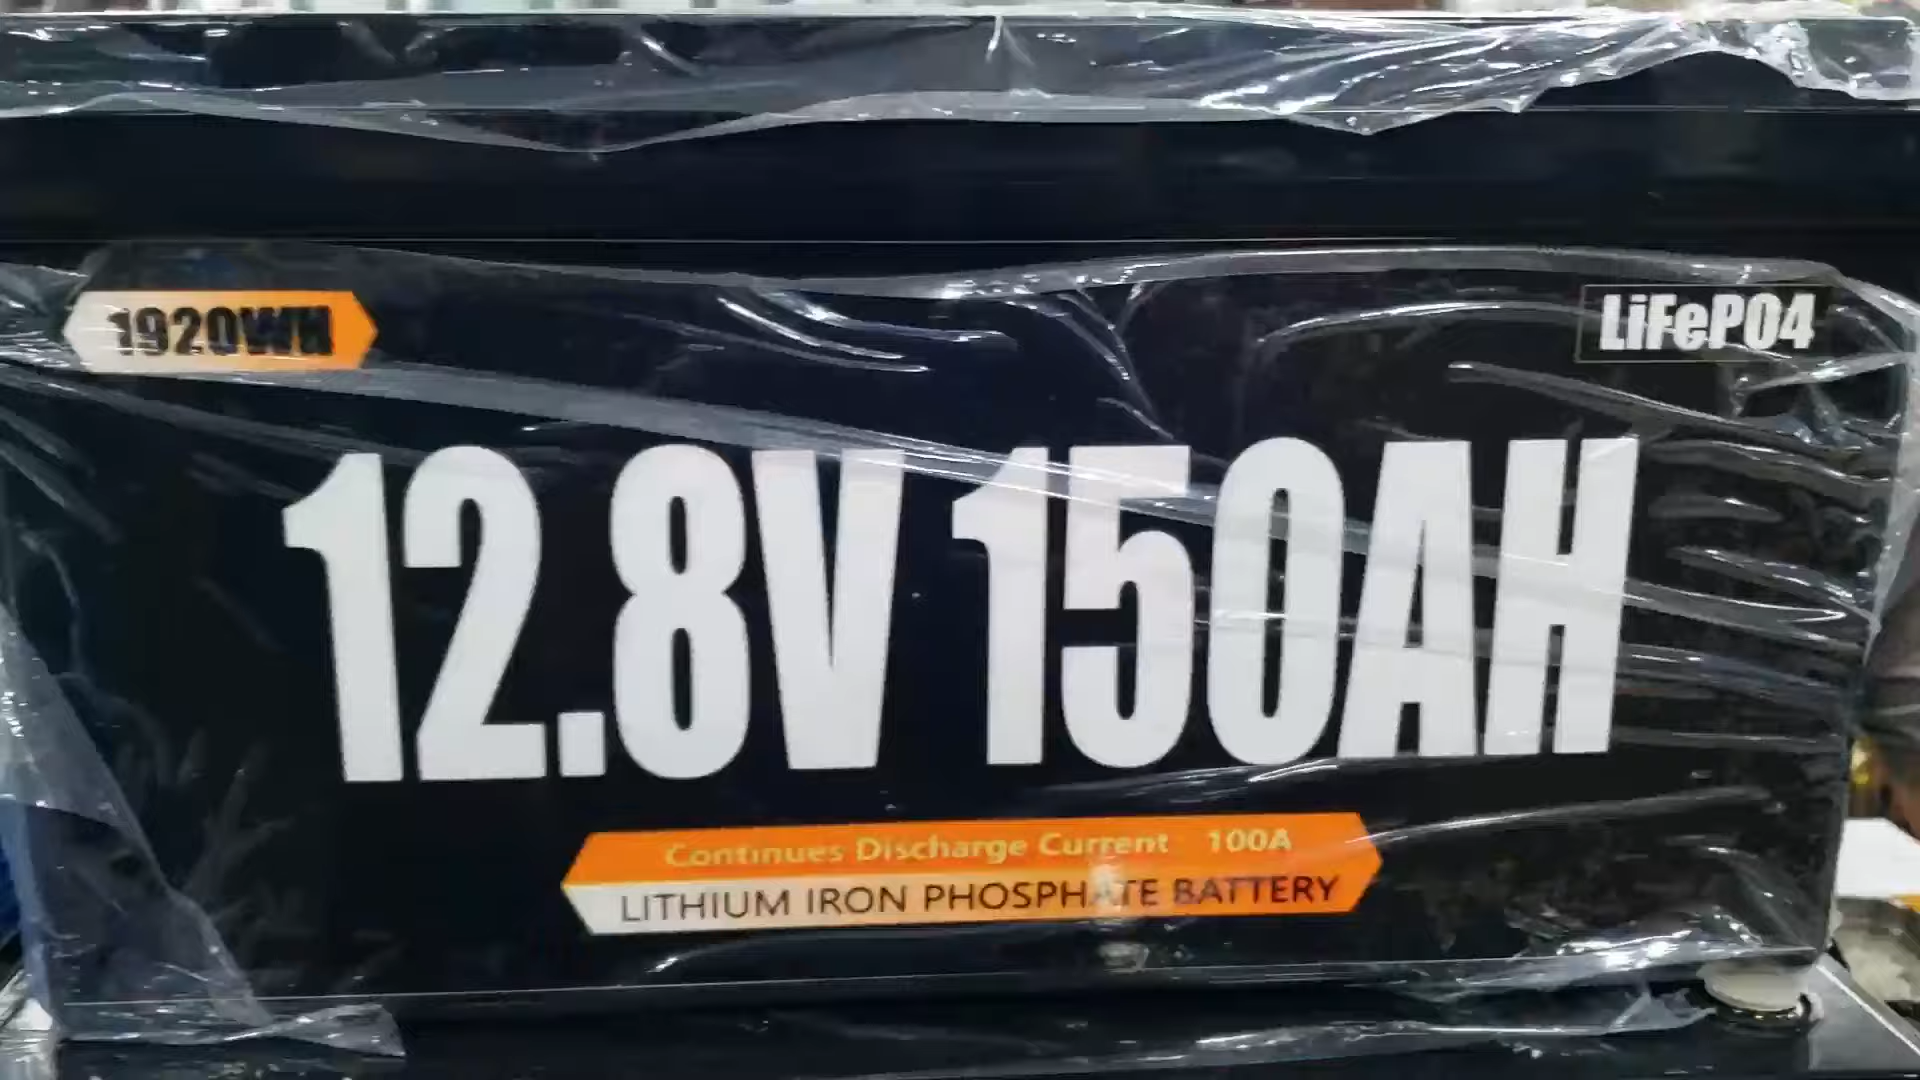 1920WH
LiFePO4
12.8V 150AH
Continues Discharge Current 100A
LITHIUM IRON PHOSPHATE BATTERY